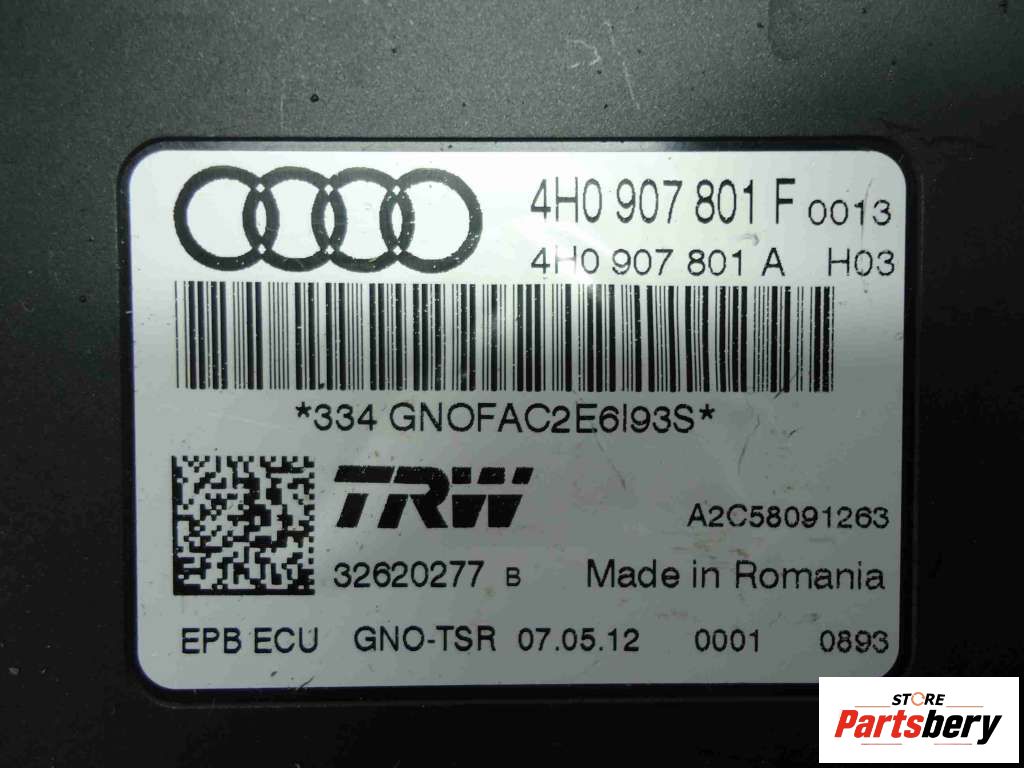 4H0 907 801 F 0013
4H0 907 801 A H03
*334 GNOFAC2E6I93S*
TRW
A2C58091263
32620277 B Made in Romania
EPB ECU GNO-TSR 07.05.12 0001 0893
STORE
Partsbery